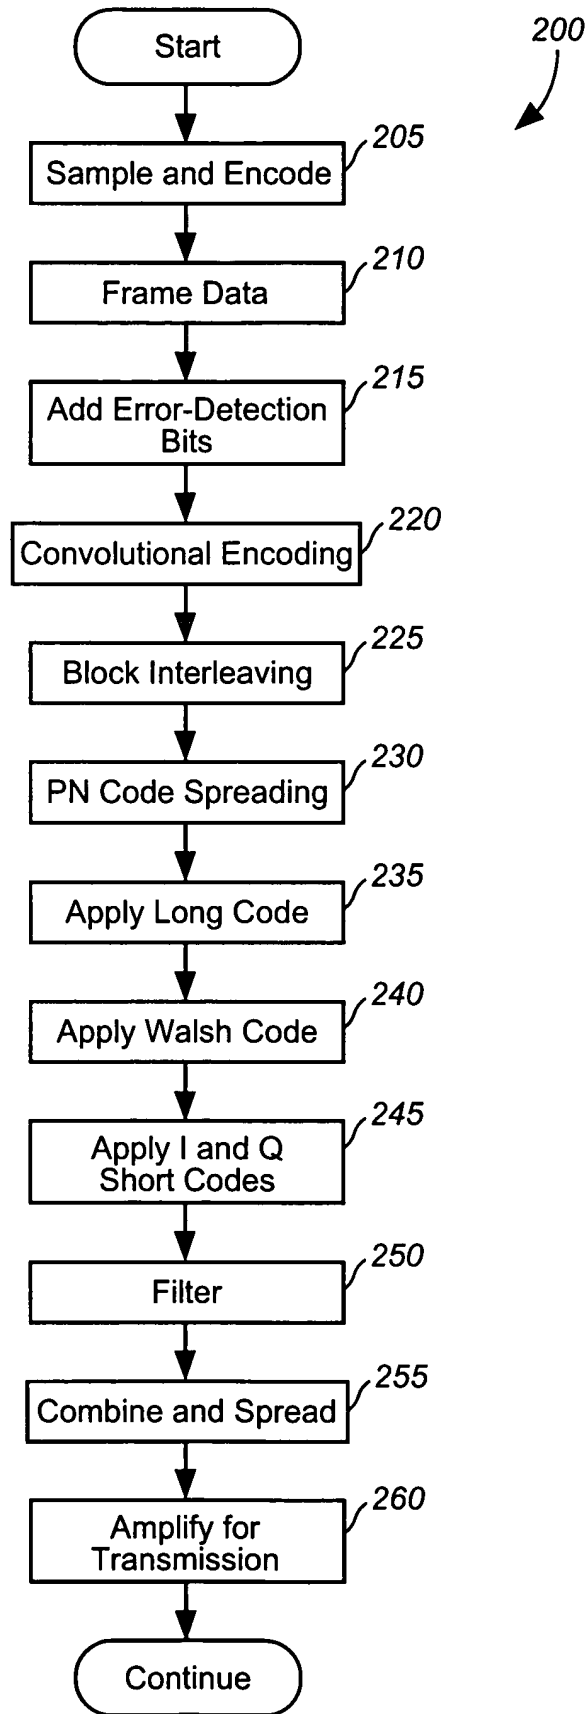 Start
200
205
Sample and Encode
210
Frame Data
215
Add Error-Detection
Bits
220
Convolutional Encoding
225
Block Interleaving
230
PN Code Spreading
235
Apply Long Code
240
Apply Walsh Code
245
Apply I and Q
Short Codes
250
Filter
255
Combine and Spread
260
Amplify for
Transmission
Continue